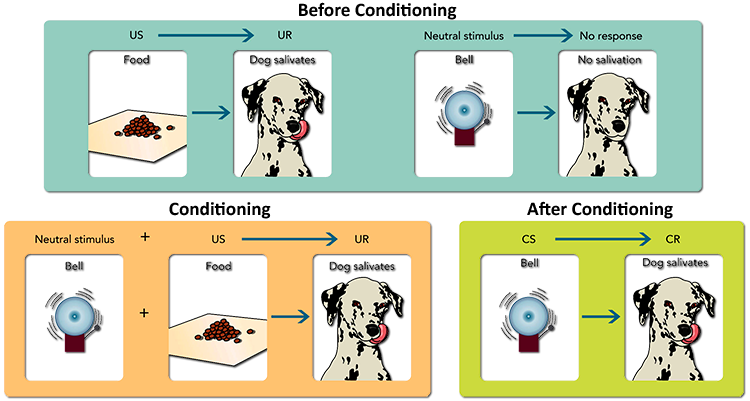 Before Conditioning
US UR Neutral stimulus No response
Food Dog salivates Bell No salivation
Conditioning
Neutral stimulus + US UR
Bell + Food Dog salivates
After Conditioning
CS CR
Bell Dog salivates